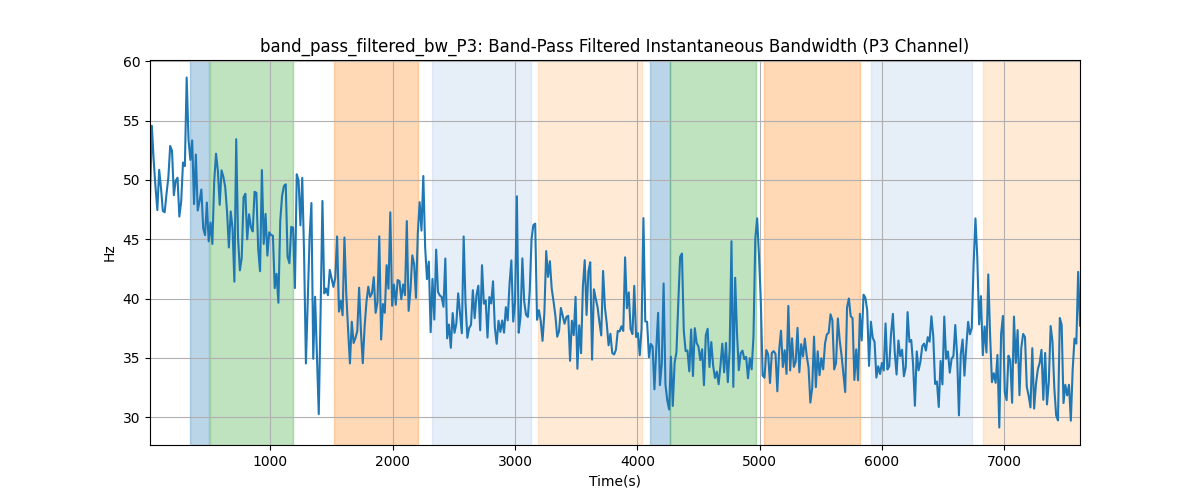 band_pass_filtered_bw_P3: Band-Pass Filtered Instantaneous Bandwidth (P3 Channel)
60
55
50
45
40
35
30
Hz
1000 2000 3000 4000 5000 6000 7000
Time(s)